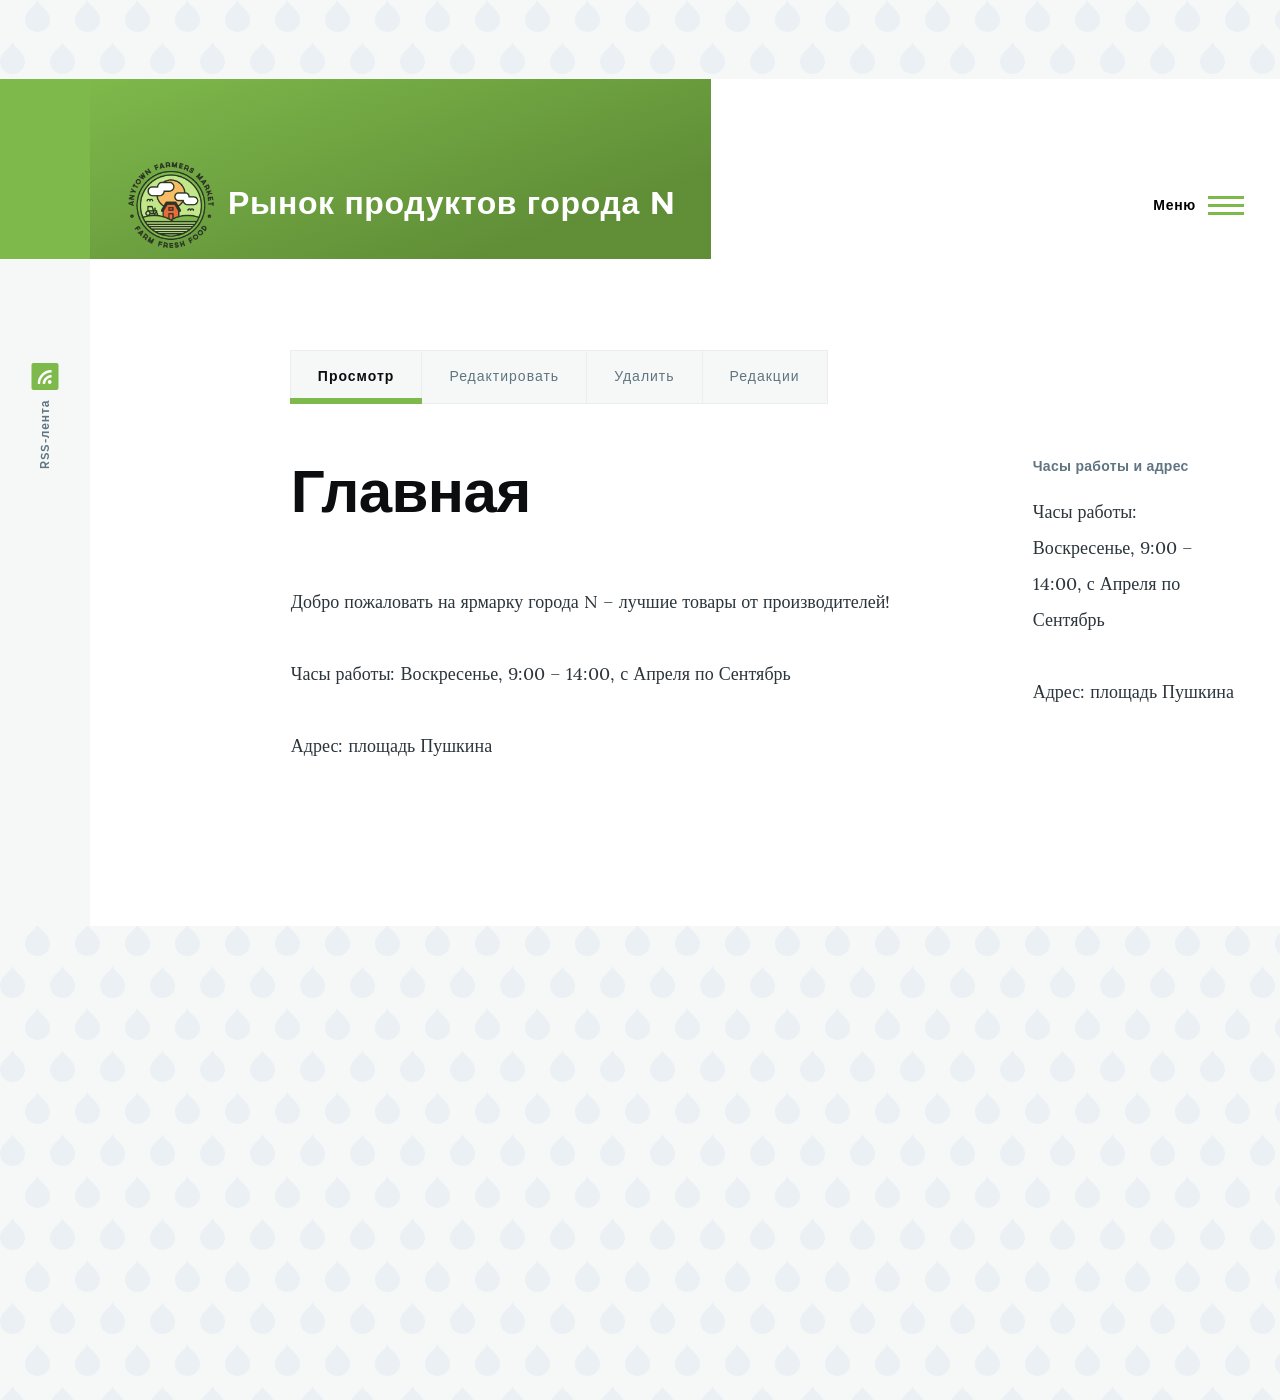 ANYTOWN FARMERS MARKET
FARM FRESH FOOD
Рынок продуктов города N
Меню
RSS-лента
Просмотр
Редактировать
Удалить
Редакции
Главная
Добро пожаловать на ярмарку города N – лучшие товары от производителей!
Часы работы: Воскресенье, 9:00 – 14:00, с Апреля по Сентябрь
Адрес: площадь Пушкина
Часы работы и адрес
Часы работы:
Воскресенье, 9:00 –
14:00, с Апреля по
Сентябрь
Адрес: площадь Пушкина